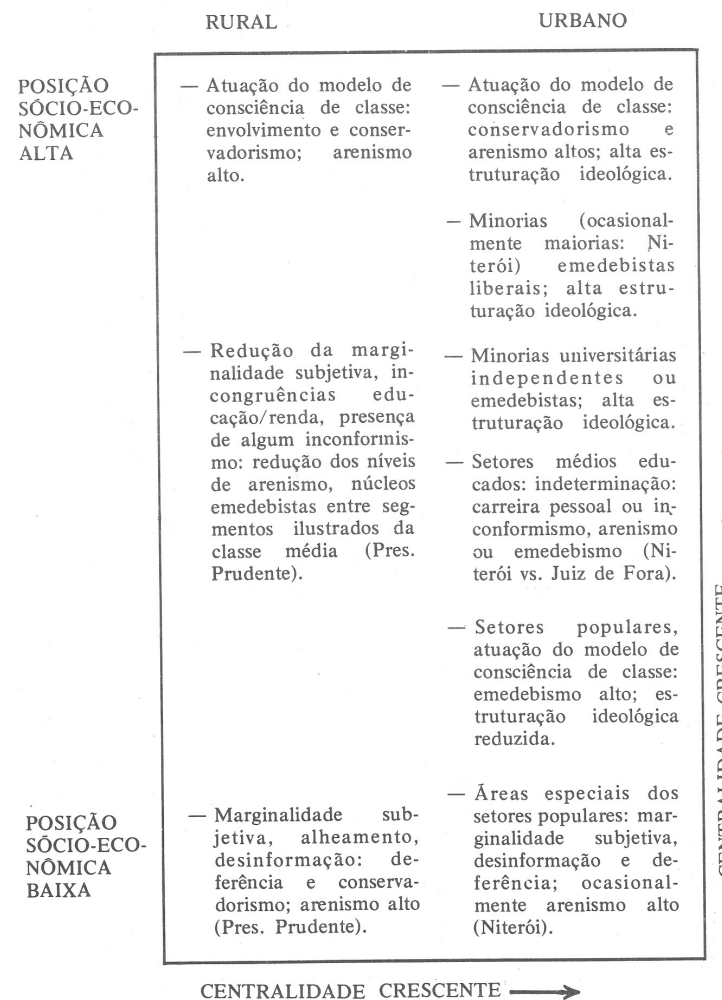 RURAL
URBANO
POSIÇÃO
SÓCIO-ECO-
NÔMICA
ALTA
— Atuação do modelo de
consciência de classe:
envolvimento e conser-
vadorismo; arenismo
alto.
— Redução da margi-
nalidade subjetiva, in-
congruências edu-
cação/renda, presença
de algum inconformis-
mo: redução dos níveis
de arenismo, núcleos
emedebistas entre seg-
mentos ilustrados da
classe média (Pres.
Prudente).
— Atuação do modelo de
consciência de classe:
conservadorismo e
arenismo altos; alta es-
truturação ideológica.
— Minorias (ocasional-
mente maiorias: Ni-
terói) emedebistas
liberais; alta estru-
turação ideológica.
— Minorias universitárias
independentes ou
emedebistas; alta es-
truturação ideológica.
— Setores médios edu-
cados: indeterminação:
carreira pessoal ou in-
conformismo, arenismo
ou emedebismo (Ni-
terói vs. Juiz de Fora).
— Setores populares,
atuação do modelo de
consciência de classe:
emedebismo alto; es-
truturação ideológica
reduzida.
POSIÇÃO
SÓCIO-ECO-
NÔMICA
BAIXA
— Marginalidade sub-
jetiva, alheamento,
desinformação: de-
ferência e conserva-
dorismo; arenismo alto
(Pres. Prudente).
— Áreas especiais dos
setores populares: mar-
ginalidade subjetiva,
desinformação e de-
ferência; ocasional-
mente arenismo alto
(Niterói).
CENTRALIDADE CRESCENTE
CENTRALIDADE CRESCENTE